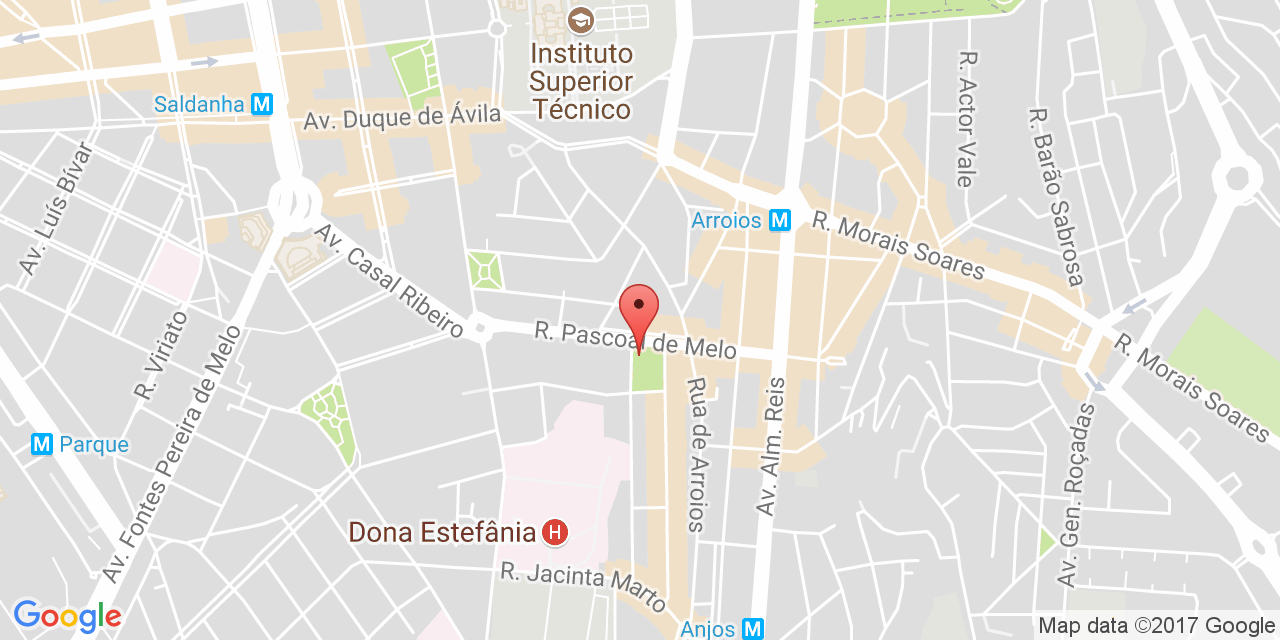 Instituto
Superior
Técnico
Saldanha M
Av. Duque de Ávila
R. Actor Vale
R. Barão Sabrosa
Av. Luís Bívar
Arroios M
R. Morais Soares
Av. Casal Ribeiro
R. Viriato
R. Pascoal de Melo
R. Morais Soares
Av. Fontes Pereira de Melo
Rua de Arroios
Av. Alm. Reis
Av. Gen. Roçadas
M Parque
Dona Estefânia H
R. Jacinta Marto
Anjos M
Google
Map data ©2017 Google